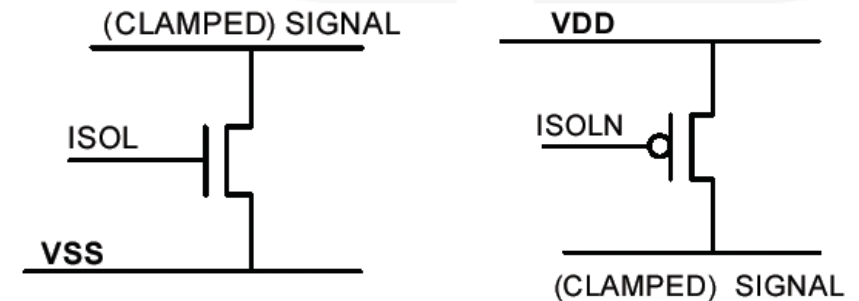 (CLAMPED) SIGNAL
ISOL
VSS
VDD
ISOLN
(CLAMPED) SIGNAL